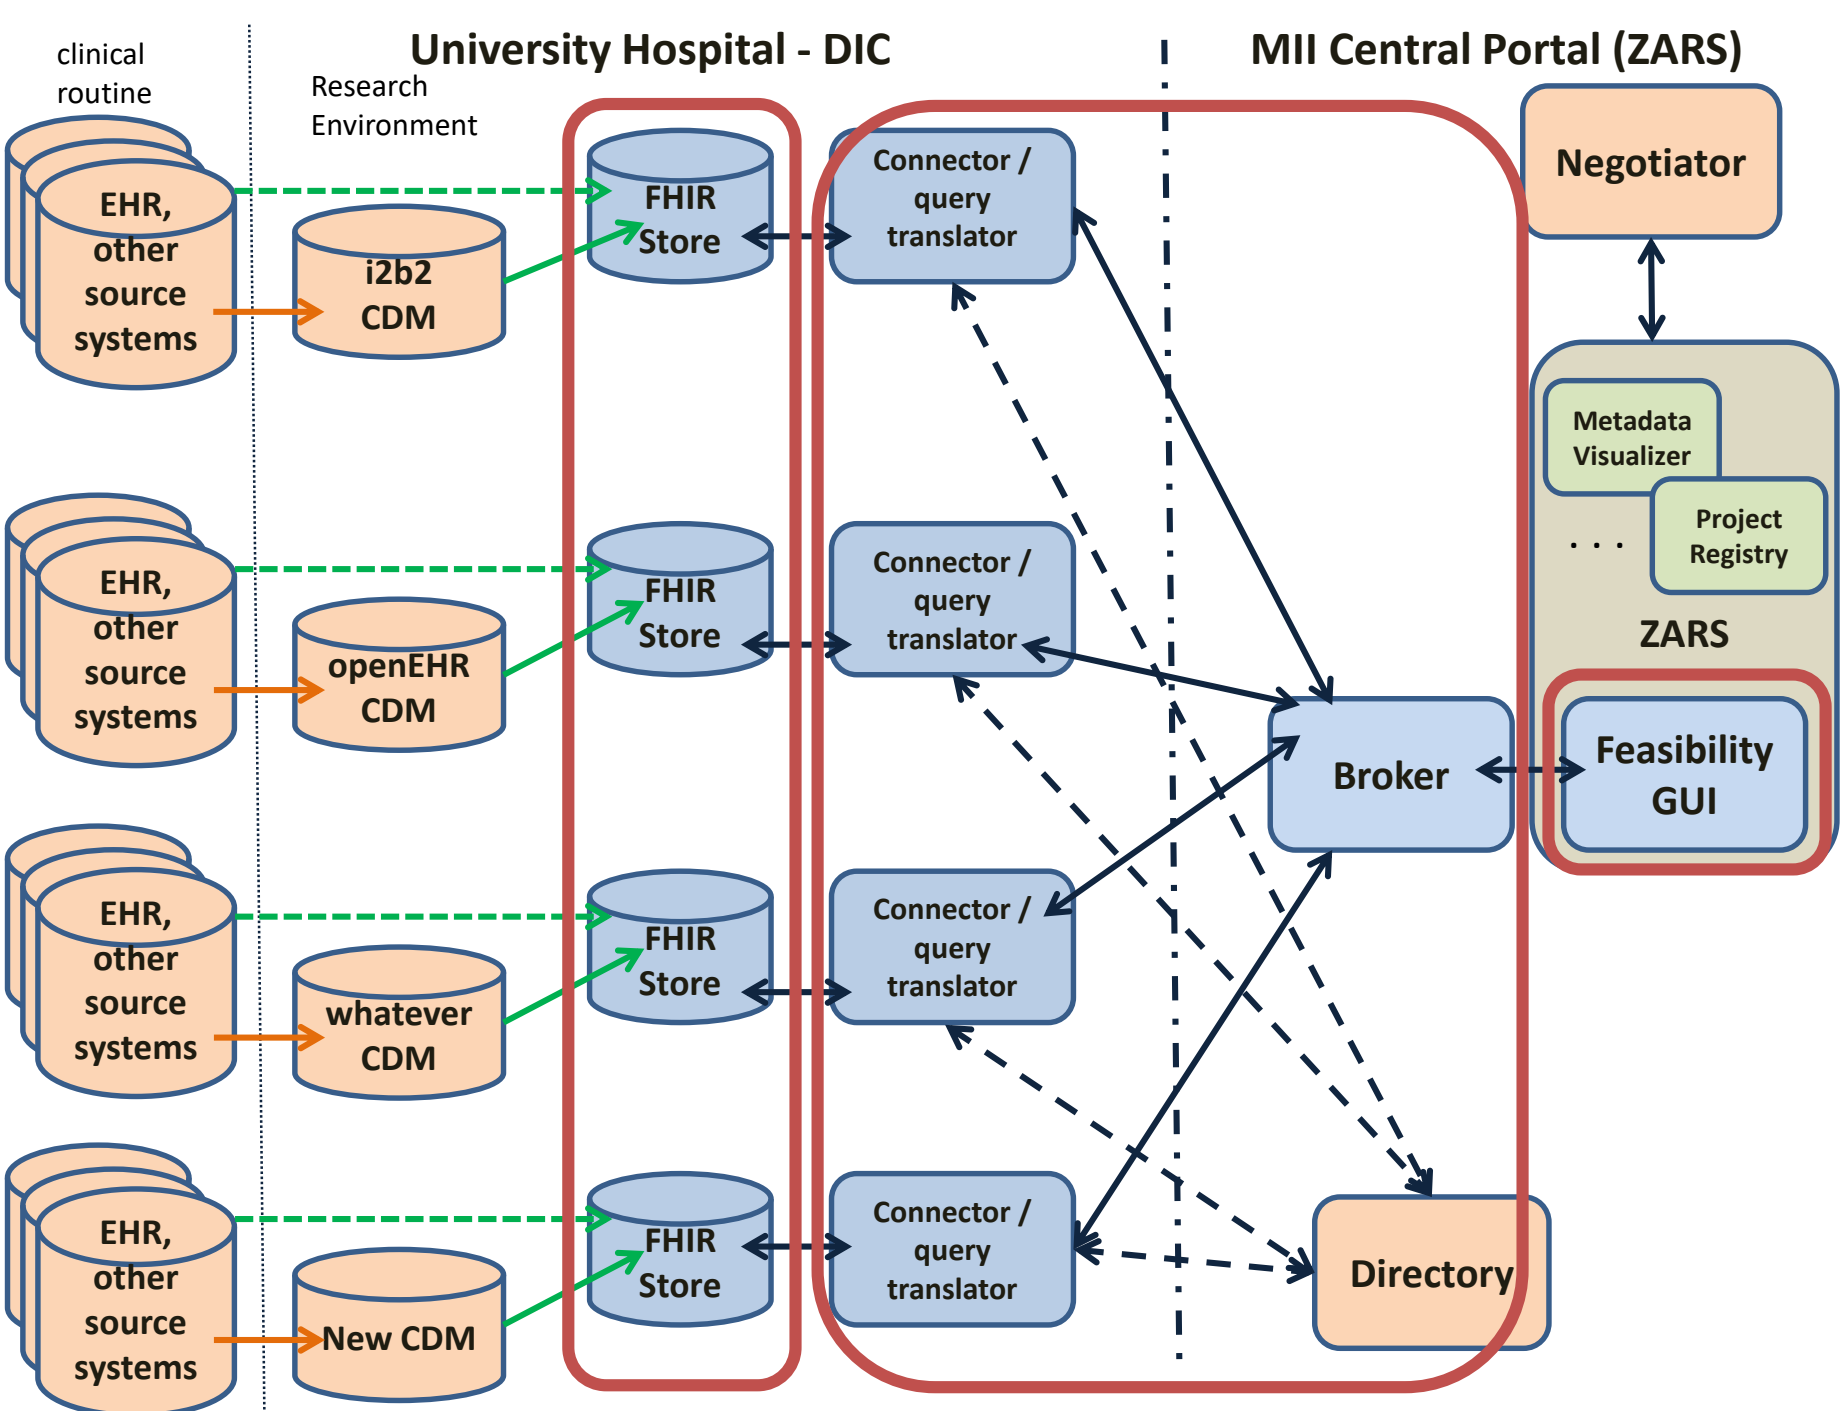 clinical
routine
University Hospital - DIC
MII Central Portal (ZARS)
Research
Environment
EHR,
other
source
systems
i2b2
CDM
FHIR
Store
Connector /
query
translator
Negotiator
Metadata
Visualizer
Project
Registry
. . .
ZARS
EHR,
other
source
systems
openEHR
CDM
FHIR
Store
Connector /
query
translator
Broker
Feasibility
GUI
EHR,
other
source
systems
whatever
CDM
FHIR
Store
Connector /
query
translator
EHR,
other
source
systems
New CDM
FHIR
Store
Connector /
query
translator
Directory